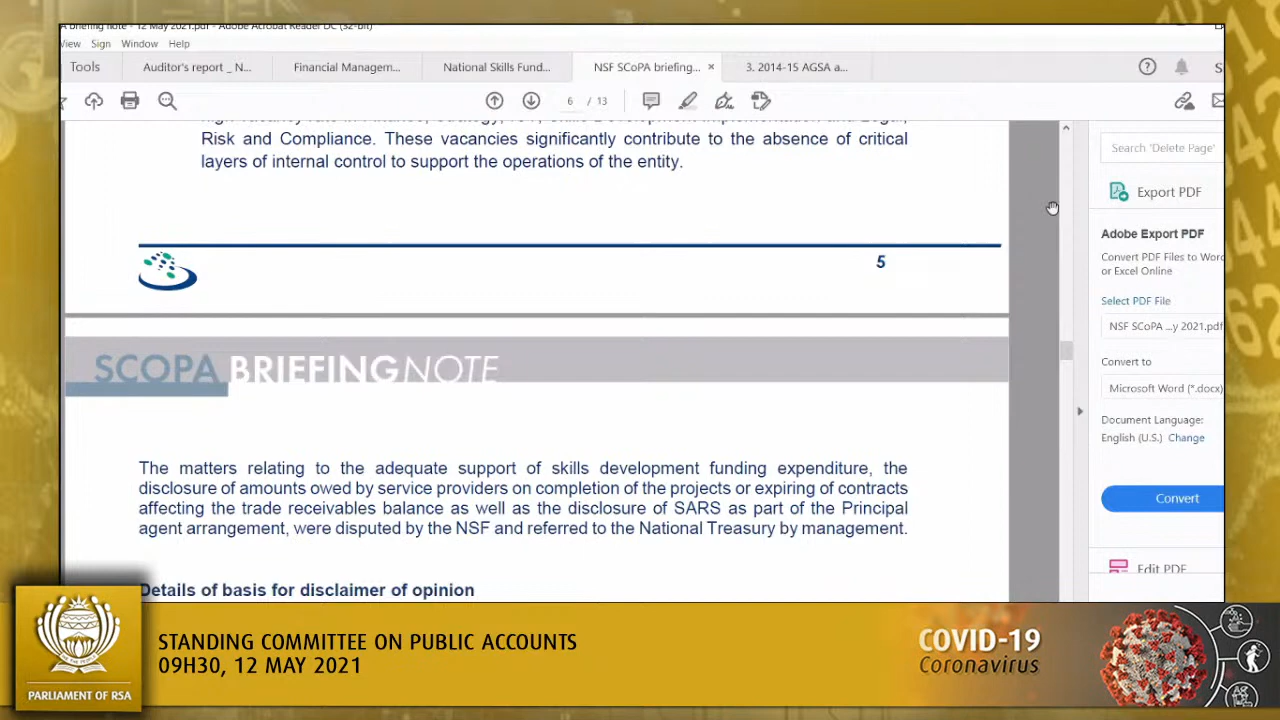 A Briefing note - 12 May 2021.pdf - Adobe Acrobat Reader DC (32-bit)
View Sign Window Help
Tools Auditor's report _ N... Financial Managem... National Skills Fund... NSF SCoPA briefing... × 3. 2014-15 AGSA a...
6 / 13
Risk and Compliance. These vacancies significantly contribute to the absence of critical
layers of internal control to support the operations of the entity.
5
SCOPA BRIEFINGNOTE
The matters relating to the adequate support of skills development funding expenditure, the
disclosure of amounts owed by service providers on completion of the projects or expiring of contracts
affecting the trade receivables balance as well as the disclosure of SARS as part of the Principal
agent arrangement, were disputed by the NSF and referred to the National Treasury by management.
Details of basis for disclaimer of opinion
Search 'Delete Page'
Export PDF
Adobe Export PDF
Convert PDF Files to Word
or Excel Online
Select PDF File
NSF SCoPA ...y 2021.pdf
Convert to
Microsoft Word (*.docx)
Document Language:
English (U.S.) Change
Convert
Edit PDF
STANDING COMMITTEE ON PUBLIC ACCOUNTS
09H30, 12 MAY 2021
PARLIAMENT OF RSA
COVID-19
Coronavirus